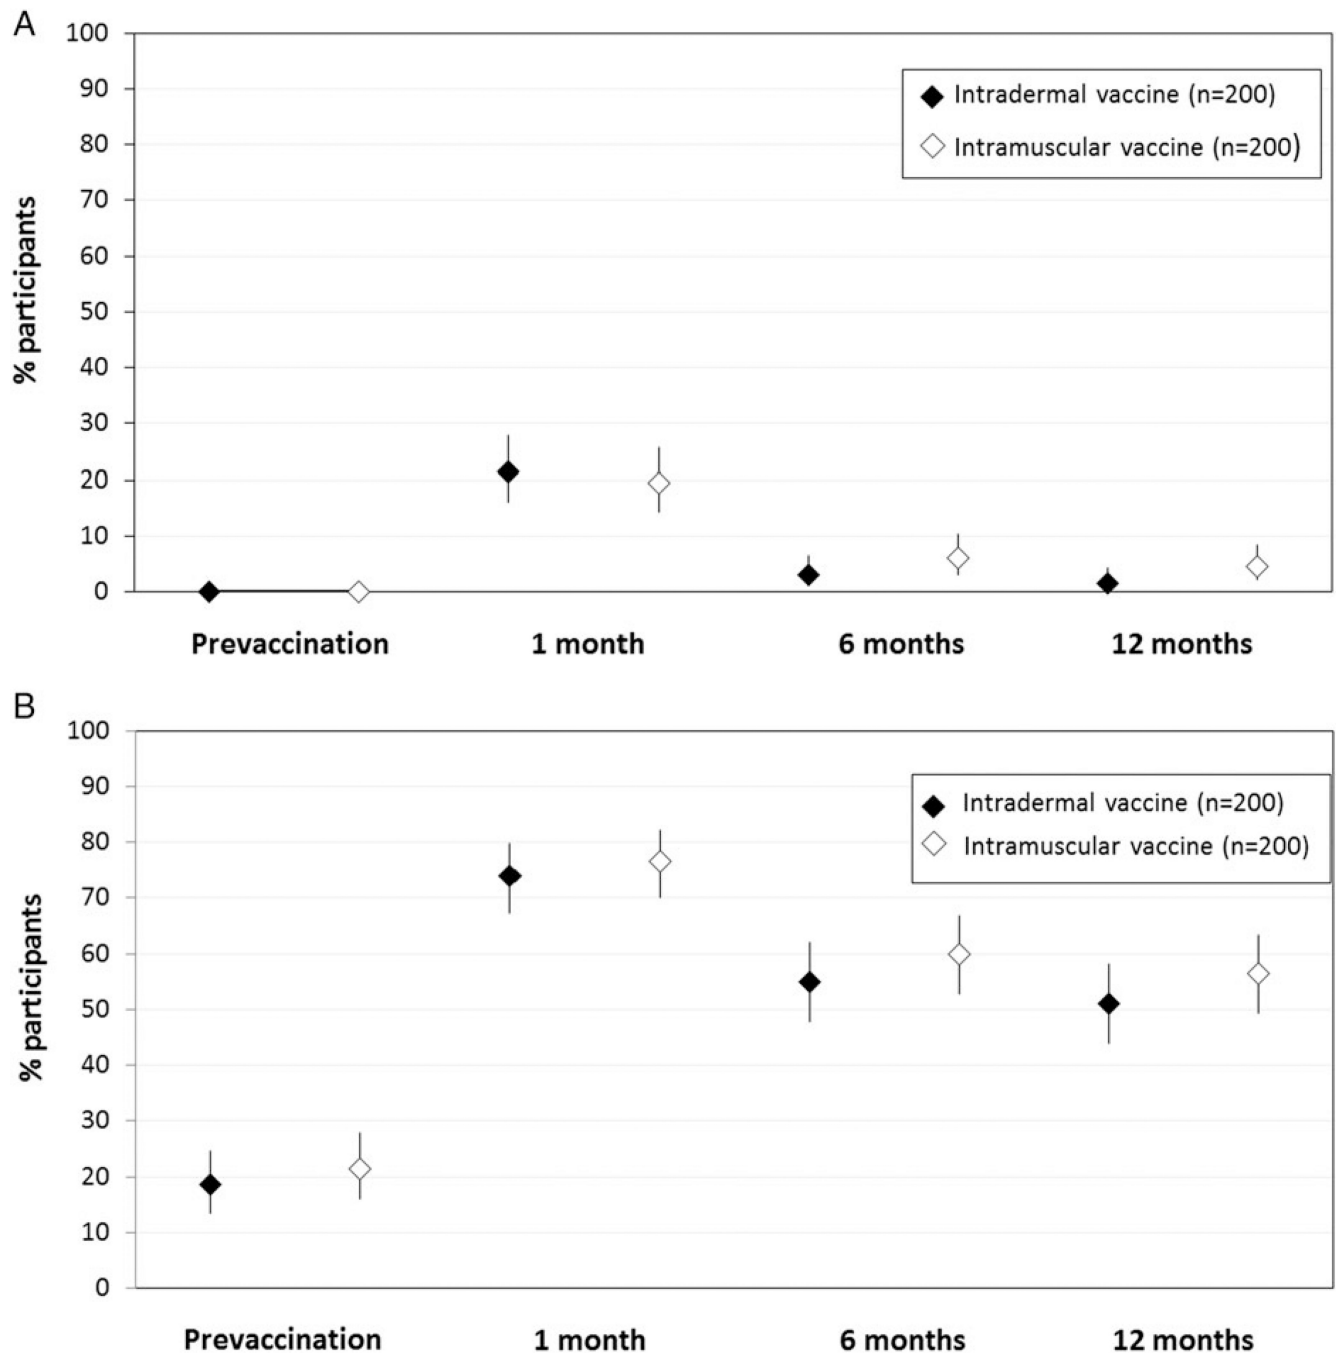 A
100
90
80
70
60
50
40
30
20
10
0
% participants
Intradermal vaccine (n=200)
Intramuscular vaccine (n=200)
Prevaccination 1 month 6 months 12 months
B
100
90
80
70
60
50
40
30
20
10
0
% participants
Intradermal vaccine (n=200)
Intramuscular vaccine (n=200)
Prevaccination 1 month 6 months 12 months